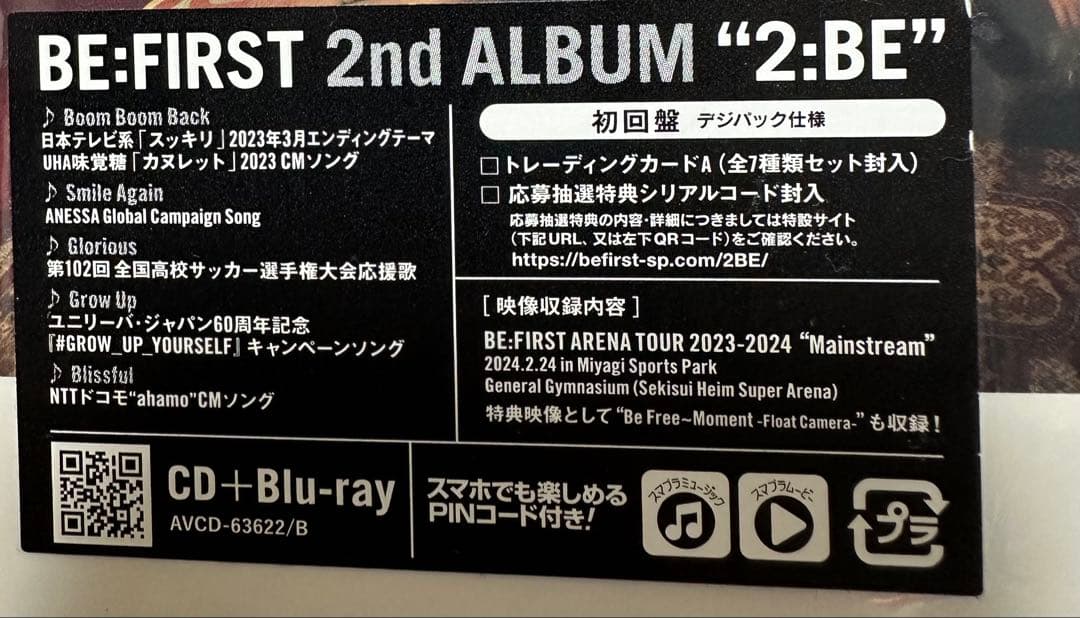 BE:FIRST 2nd ALBUM “2:BE”
♪ Boom Boom Back
日本テレビ系「スッキリ」2023年3月エンディングテーマ
UHA味覚糖「カヌレット」2023 CMソング
♪ Smile Again
ANESSA Global Campaign Song
♪ Glorious
第102回 全国高校サッカー選手権大会応援歌
♪ Grow Up
ユニリーバ・ジャパン60周年記念
『#GROW_UP_YOURSELF』キャンペーンソング
♪ Blissful
NTTドコモ“ahamo”CMソング
初回盤 デジパック仕様
□ トレーディングカードA（全7種類セット封入）
□ 応募抽選特典シリアルコード封入
応募抽選特典の内容・詳細につきましては特設サイト
（下記URL、又は左下QRコード）をご確認ください。
https://befirst-sp.com/2BE/
［映像収録内容］
BE:FIRST ARENA TOUR 2023-2024 “Mainstream”
2024.2.24 in Miyagi Sports Park
General Gymnasium (Sekisui Heim Super Arena)
特典映像として“Be Free~Moment -Float Camera-”も収録！
CD＋Blu-ray
AVCD-63622/B
スマホでも楽しめる
PINコード付き！
スマプラミュージック
スマプラムービー
プラ